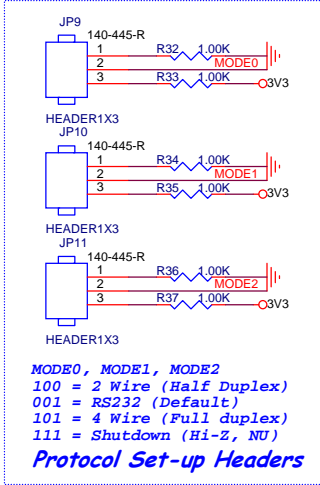 JP9
140-445-R
1
R32
1.00K
2
MODE0
3
R33
1.00K
3V3
HEADER1X3
JP10
140-445-R
1
R34
1.00K
2
MODE1
3
R35
1.00K
3V3
HEADER1X3
JP11
140-445-R
1
R36
1.00K
2
MODE2
3
R37
1.00K
3V3
HEADER1X3
MODE0, MODE1, MODE2
100 = 2 Wire (Half Duplex)
001 = RS232 (Default)
101 = 4 Wire (Full duplex)
111 = Shutdown (Hi-Z, NU)
Protocol Set-up Headers